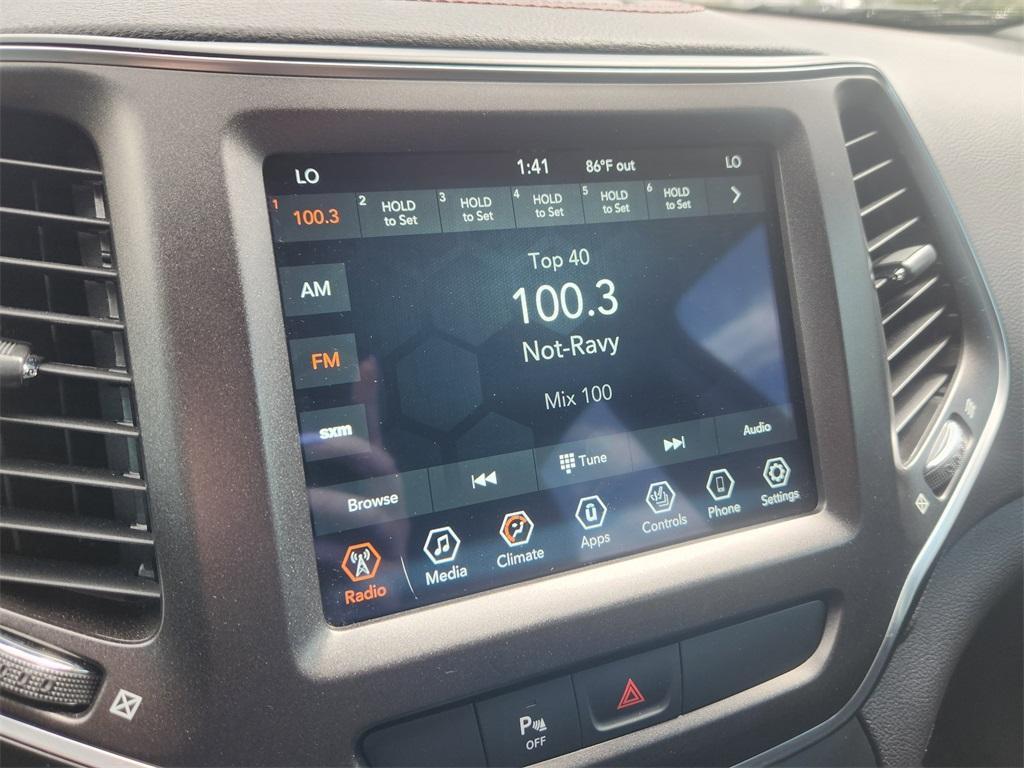 LO 1:41 86°F out LO
1 100.3 2 HOLD to Set 3 HOLD to Set 4 HOLD to Set 5 HOLD to Set 6 HOLD to Set
Top 40
AM
100.3
Not-Ravy
FM
Mix 100
sxm
Browse Tune Audio
Radio Media Climate Apps Controls Phone Settings
P
OFF